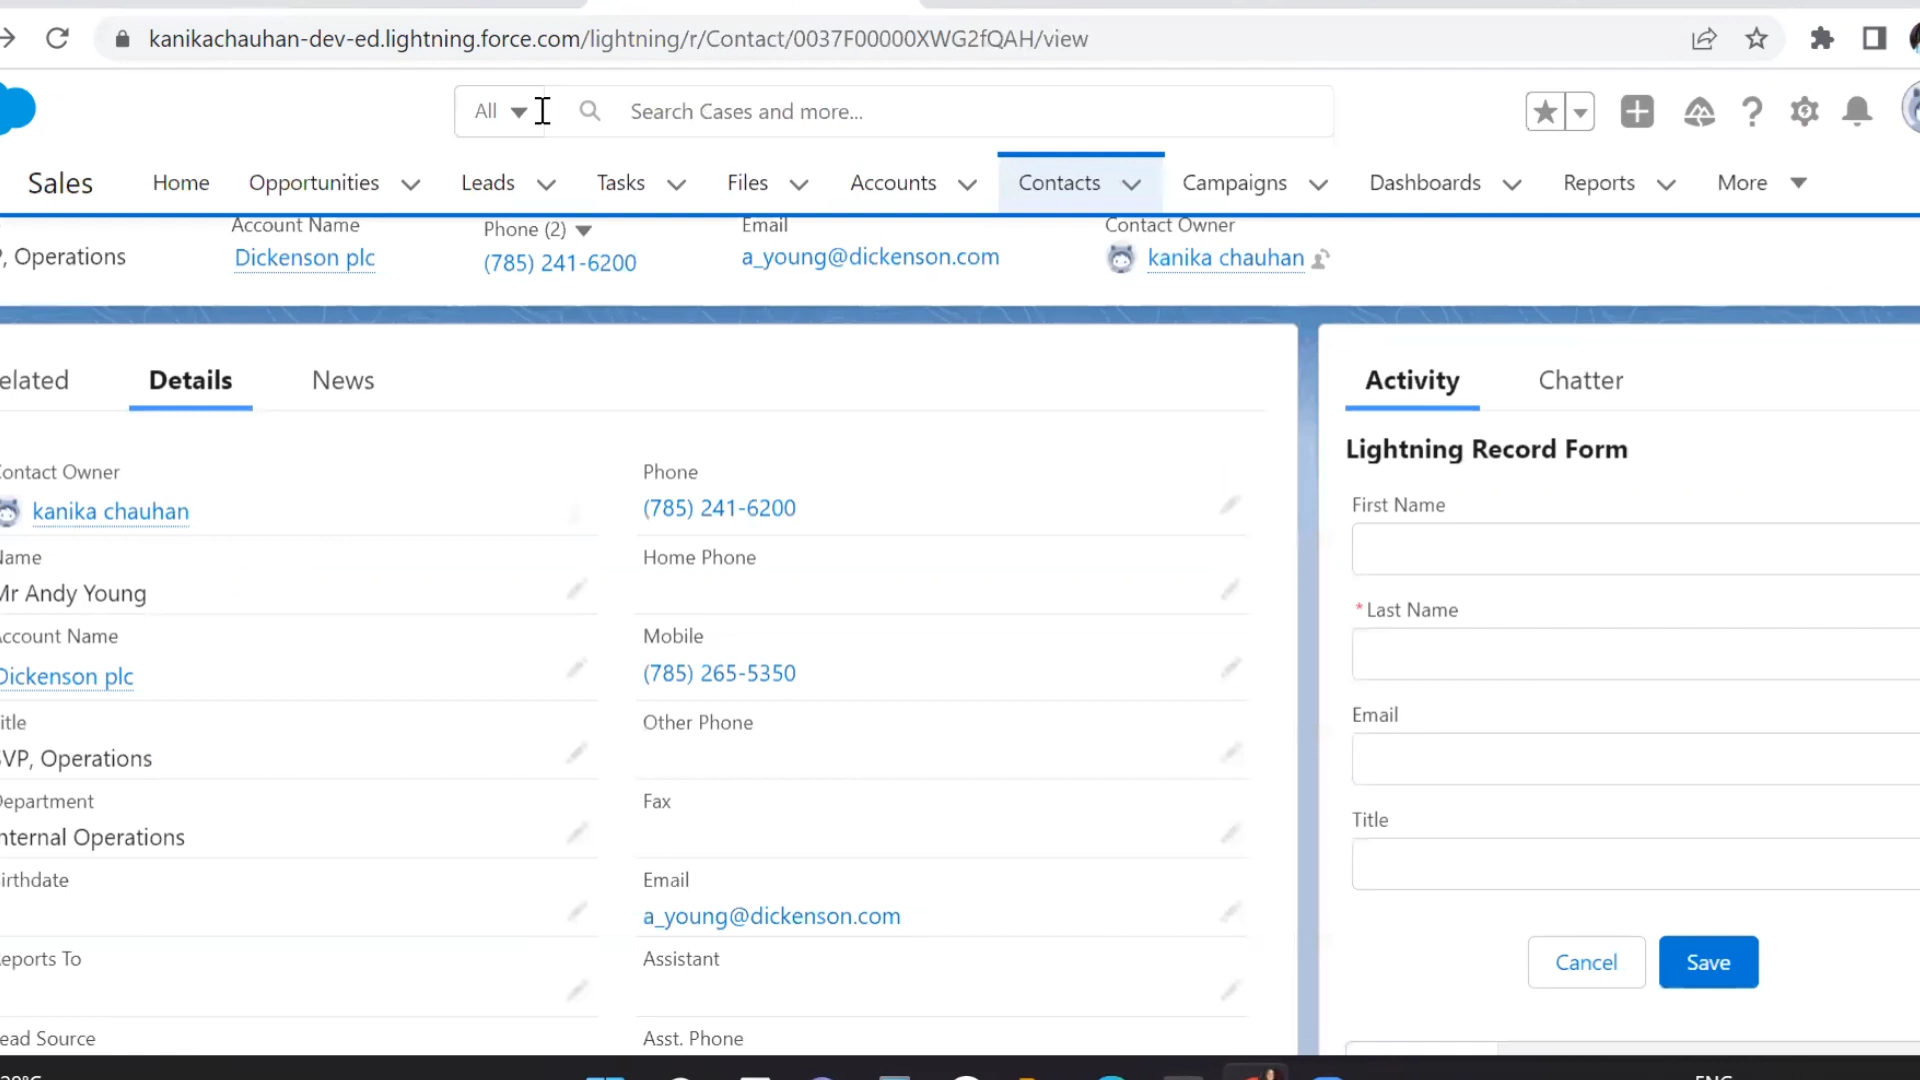 kanikachauhan-dev-ed.lightning.force.com/lightning/r/Contact/0037F00000XWG2fQAH/view
All
Search Cases and more...
Sales
Home
Opportunities
Leads
Tasks
Files
Accounts
Contacts
Campaigns
Dashboards
Reports
More
Account Name
Phone (2)
Email
Contact Owner
, Operations
Dickenson plc
(785) 241-6200
a_young@dickenson.com
kanika chauhan
elated
Details
News
Activity
Chatter
Lightning Record Form
ontact Owner
kanika chauhan
Name
Mr Andy Young
ccount Name
Dickenson plc
itle
SVP, Operations
Department
nternal Operations
irthdate
eports To
ead Source
Phone
(785) 241-6200
Home Phone
Mobile
(785) 265-5350
Other Phone
Fax
Email
a_young@dickenson.com
Assistant
Asst. Phone
First Name
*Last Name
Email
Title
Cancel
Save